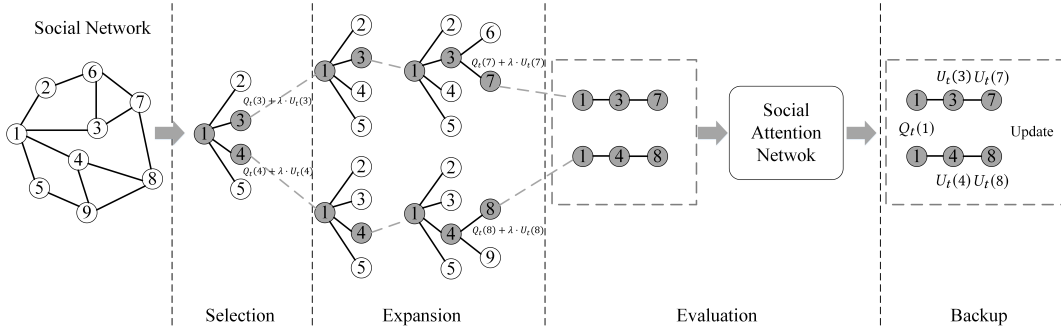 Social Network
1
2
6
7
3
4
5
8
9
1
2
3
4
5
Q_t(3) + λ · U_t(3)
Q_t(4) + λ · U_t(4)
Selection
1
2
3
4
5
1
2
3
4
5
6
7
Q_t(7) + λ · U_t(7)
1
2
3
4
5
1
2
3
4
5
8
9
Q_t(8) + λ · U_t(8)
Expansion
1 3 7
1 4 8
Social
Attention
Netwok
Evaluation
U_t(3) U_t(7)
1 3 7
Q_t(1)
Update
1 4 8
U_t(4) U_t(8)
Backup